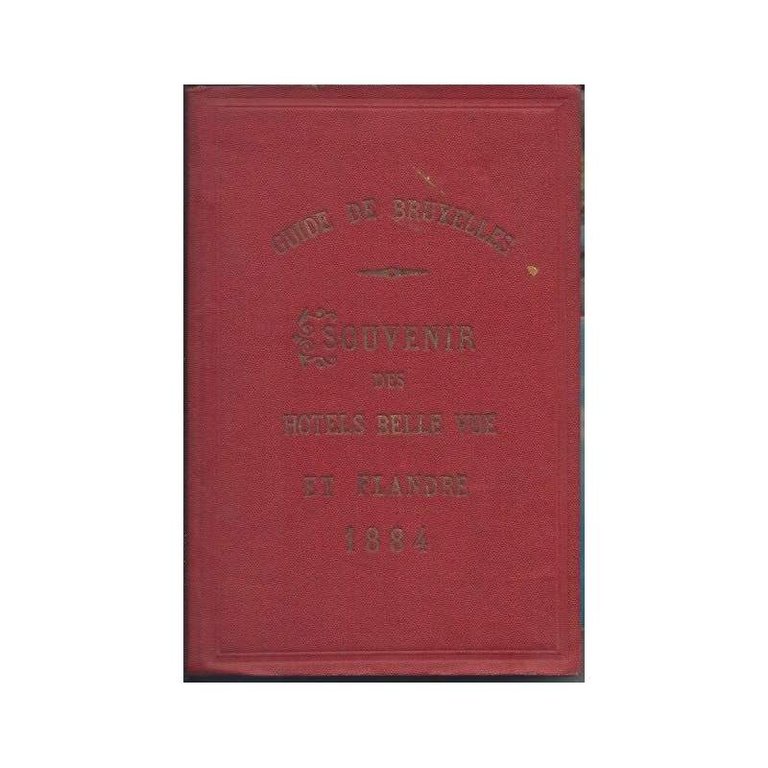 GUIDE DE BRUXELLES
SOUVENIR
DES
HOTELS BELLE VUE
ET FLANDRE
1884